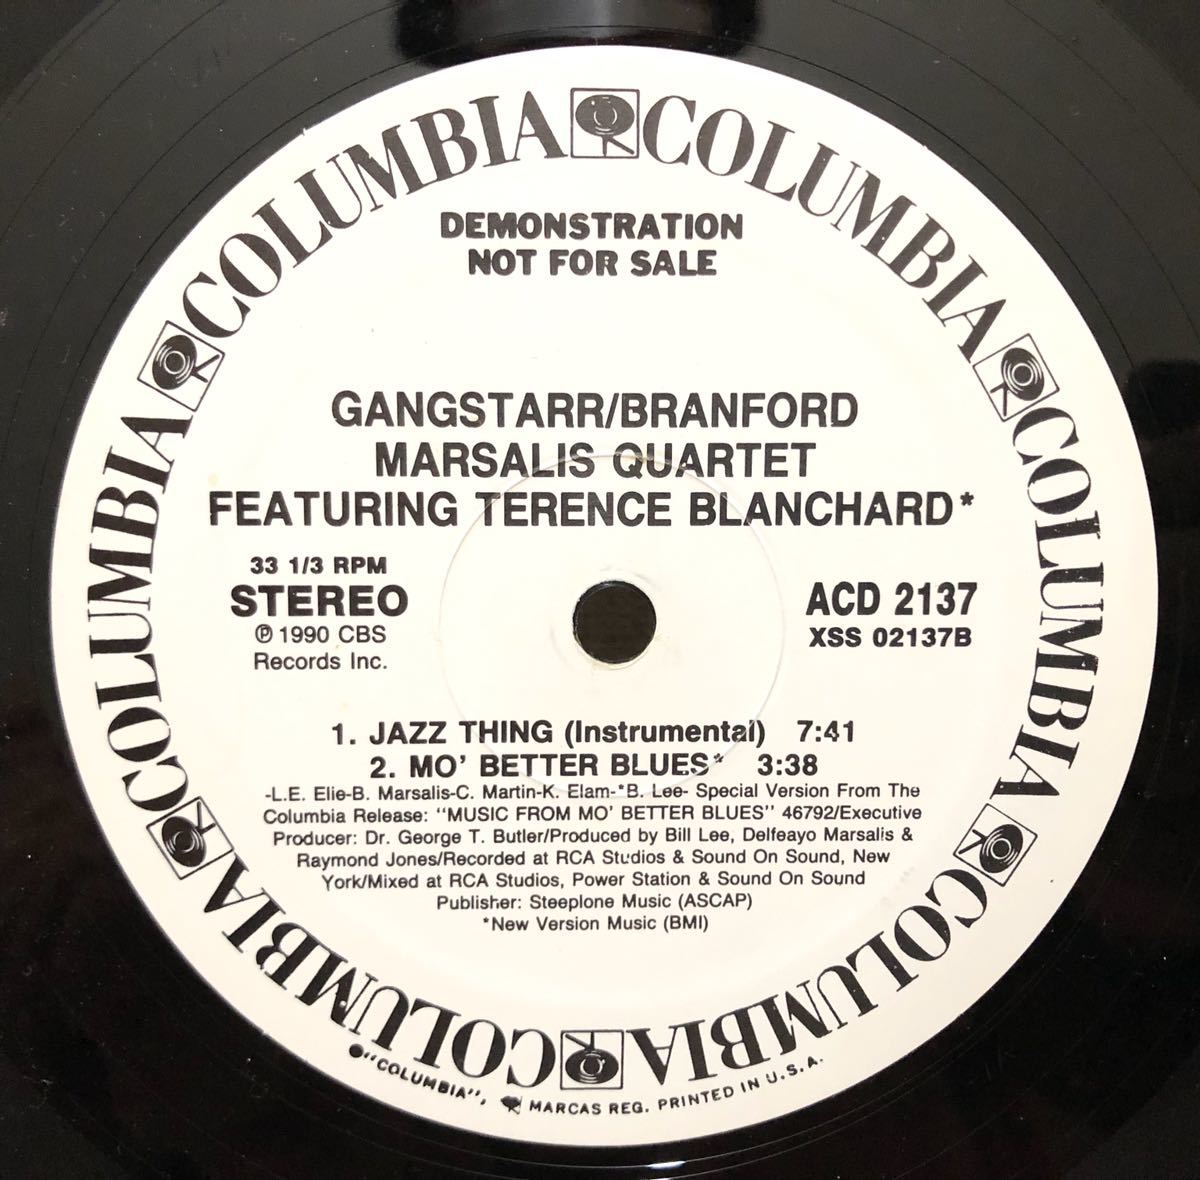 COLUMBIA COLUMBIA COLUMBIA COLUMBIA COLUMBIA COLUMBIA COLUMBIA
DEMONSTRATION
NOT FOR SALE
GANGSTARR/BRANFORD
MARSALIS QUARTET
FEATURING TERENCE BLANCHARD*
33 1/3 RPM
STEREO
℗ 1990 CBS
Records Inc.
ACD 2137
XSS 02137B
1. JAZZ THING (Instrumental) 7:41
2. MO' BETTER BLUES* 3:38
-L.E. Elie-B. Marsalis-C. Martin-K. Elam-*B. Lee- Special Version From The
Columbia Release: "MUSIC FROM MO' BETTER BLUES" 46792/Executive
Producer: Dr. George T. Butler/Produced by Bill Lee, Delfeayo Marsalis &
Raymond Jones/Recorded at RCA Studios & Sound On Sound, New
York/Mixed at RCA Studios, Power Station & Sound On Sound
Publisher: Steeplone Music (ASCAP)
*New Version Music (BMI)
"COLUMBIA", MARCAS REG. PRINTED IN U.S.A.